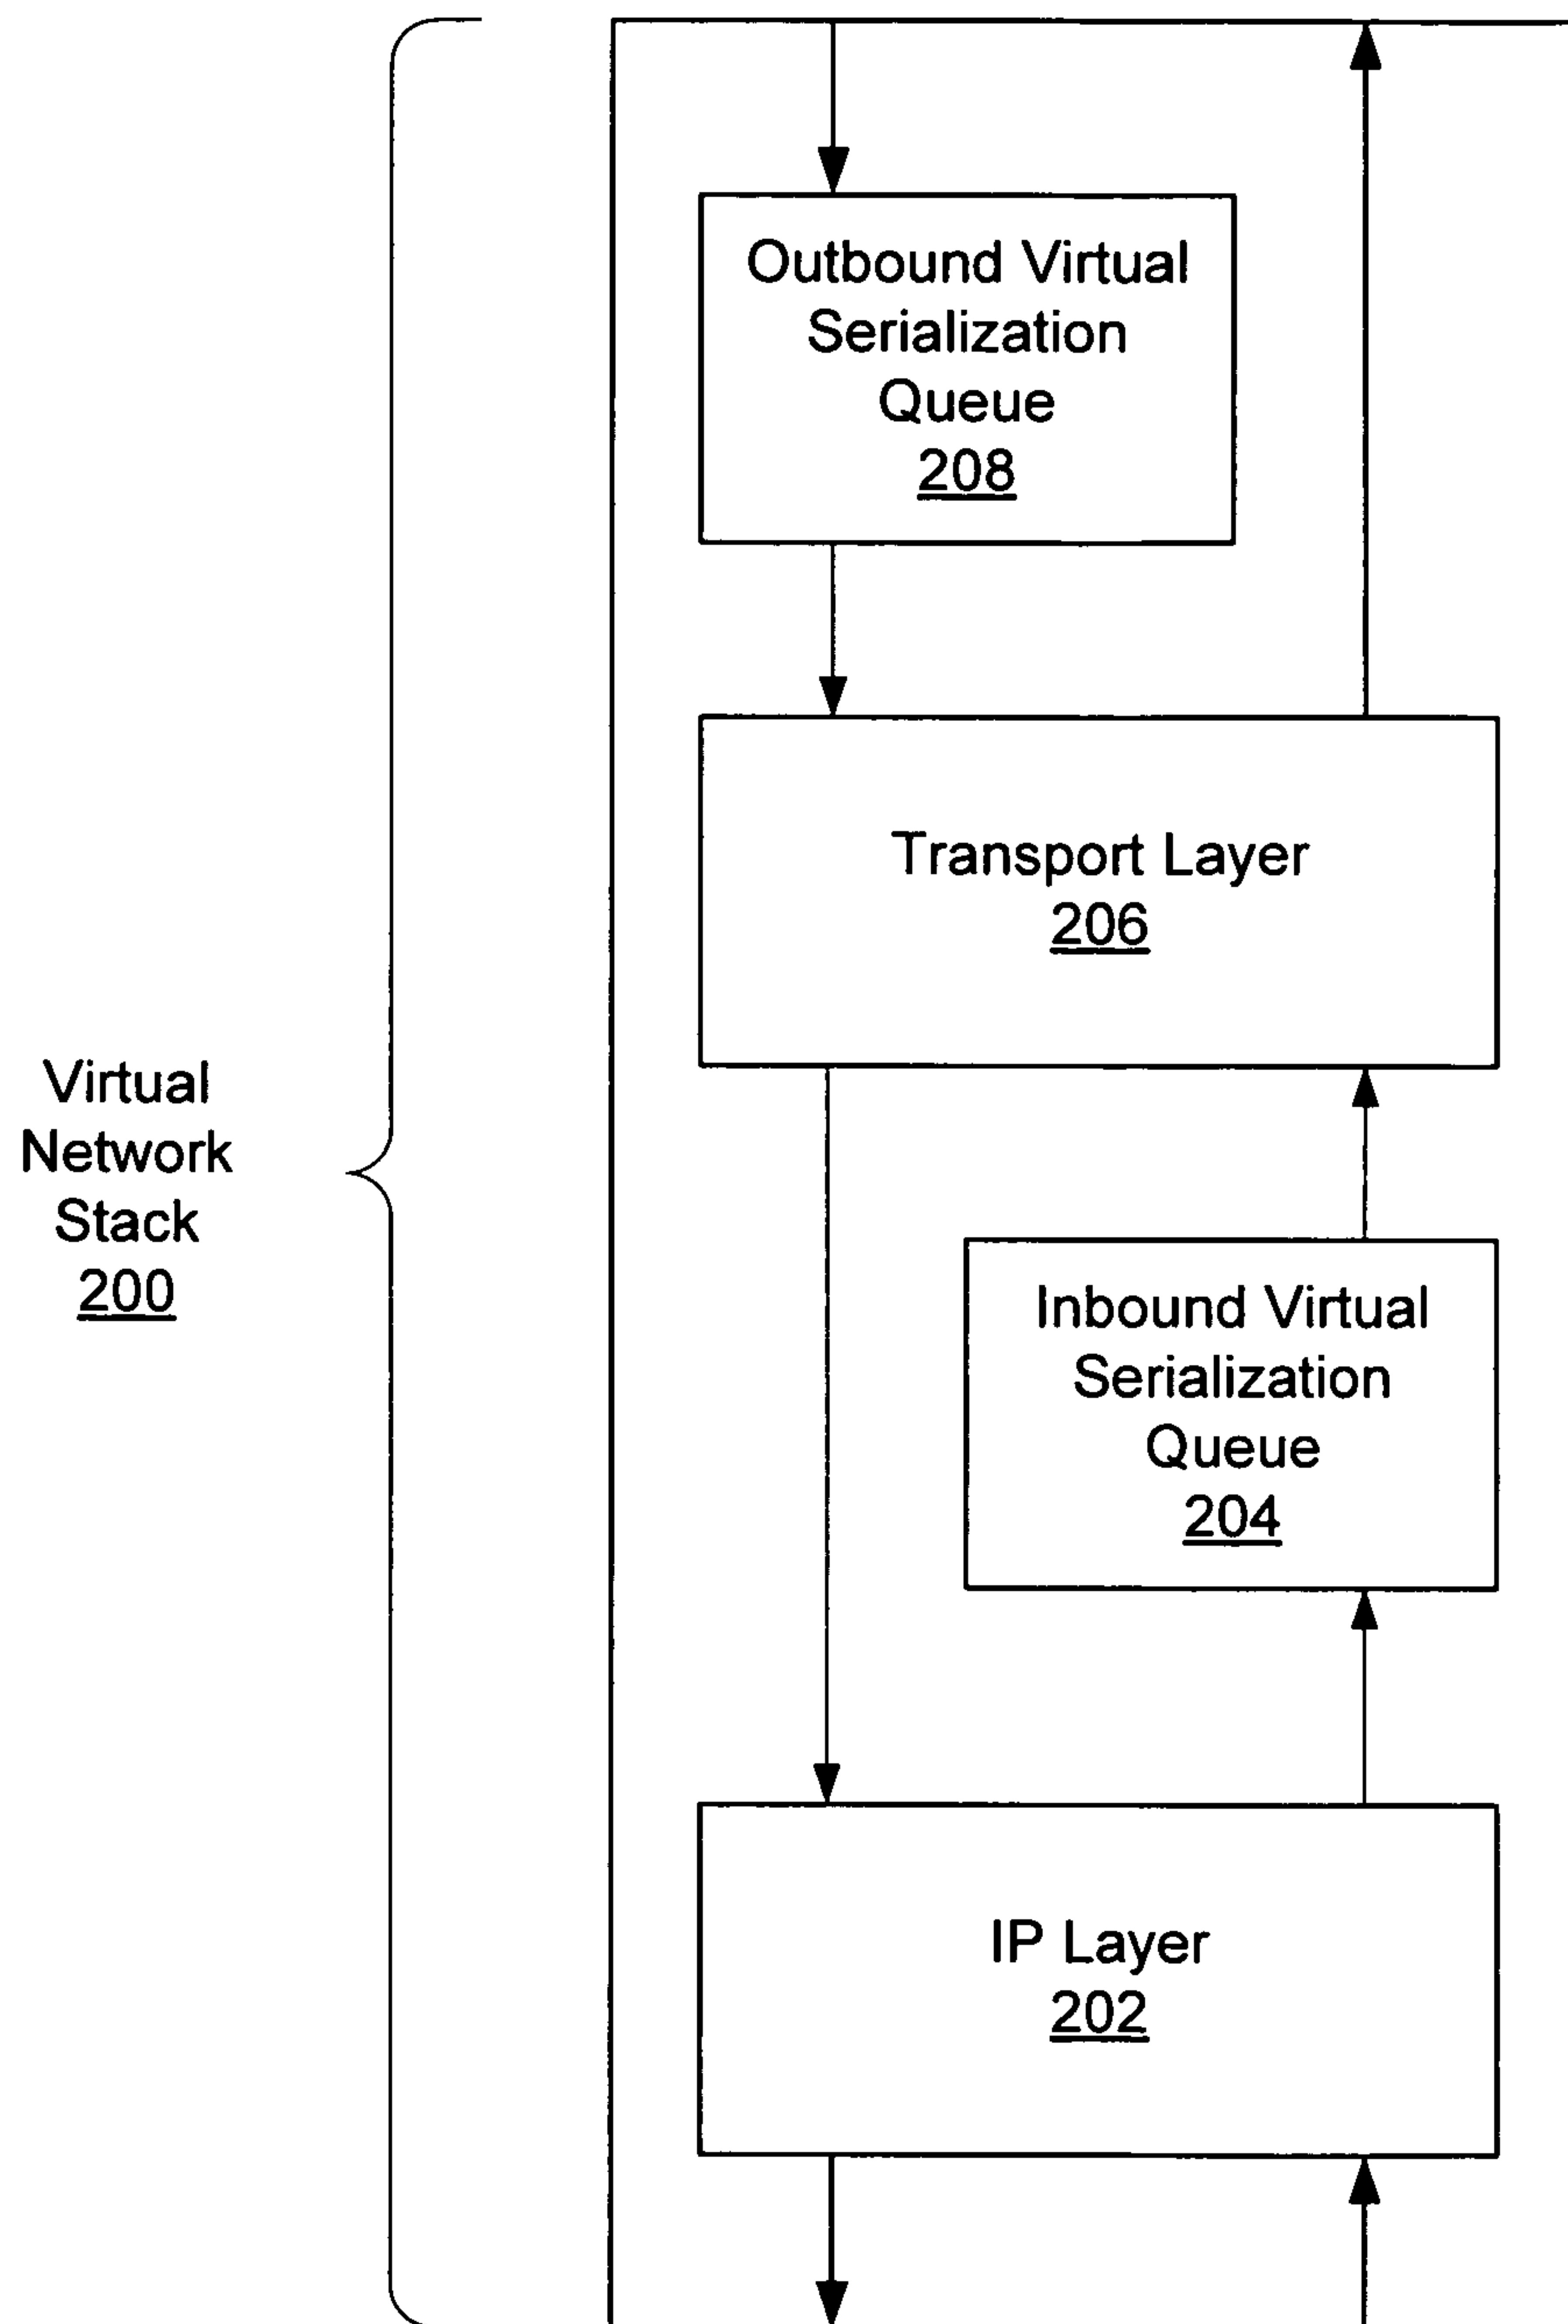 Outbound Virtual
Serialization
Queue
208
Transport Layer
206
Virtual
Network
Stack
200
Inbound Virtual
Serialization
Queue
204
IP Layer
202